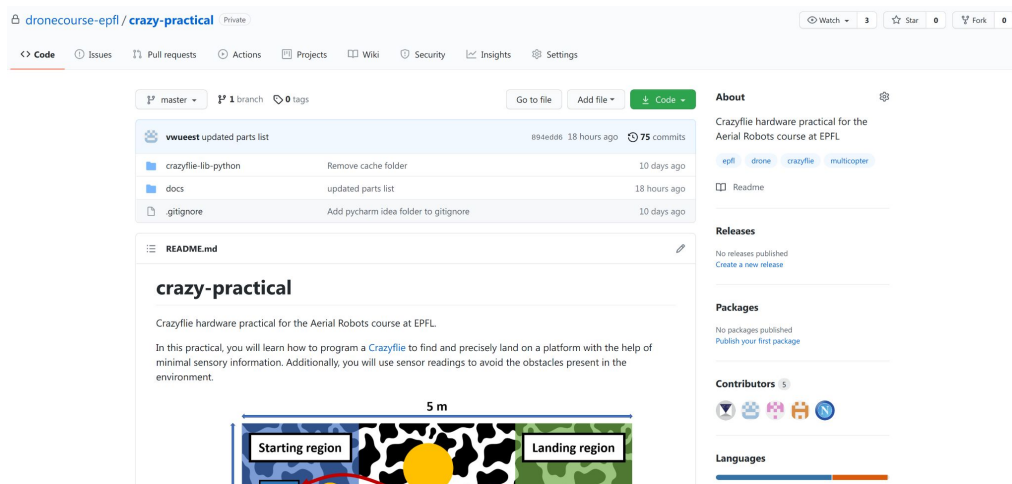 dronecourse-epfl / crazy-practical Private
Watch 3 Star 0 Fork 0
Code Issues Pull requests Actions Projects Wiki Security Insights Settings
master 1 branch 0 tags Go to file Add file Code
vwueest updated parts list 894edd6 18 hours ago 75 commits
crazyflie-lib-python Remove cache folder 10 days ago
docs updated parts list 18 hours ago
.gitignore Add pycharm idea folder to gitignore 10 days ago
README.md
crazy-practical
Crazyflie hardware practical for the Aerial Robots course at EPFL.
In this practical, you will learn how to program a Crazyflie to find and precisely land on a platform with the help of
minimal sensory information. Additionally, you will use sensor readings to avoid the obstacles present in the
environment.
5 m
Starting region
Landing region
About
Crazyflie hardware practical for the
Aerial Robots course at EPFL
epfl drone crazyflie multicopter
Readme
Releases
No releases published
Create a new release
Packages
No packages published
Publish your first package
Contributors 5
N
Languages